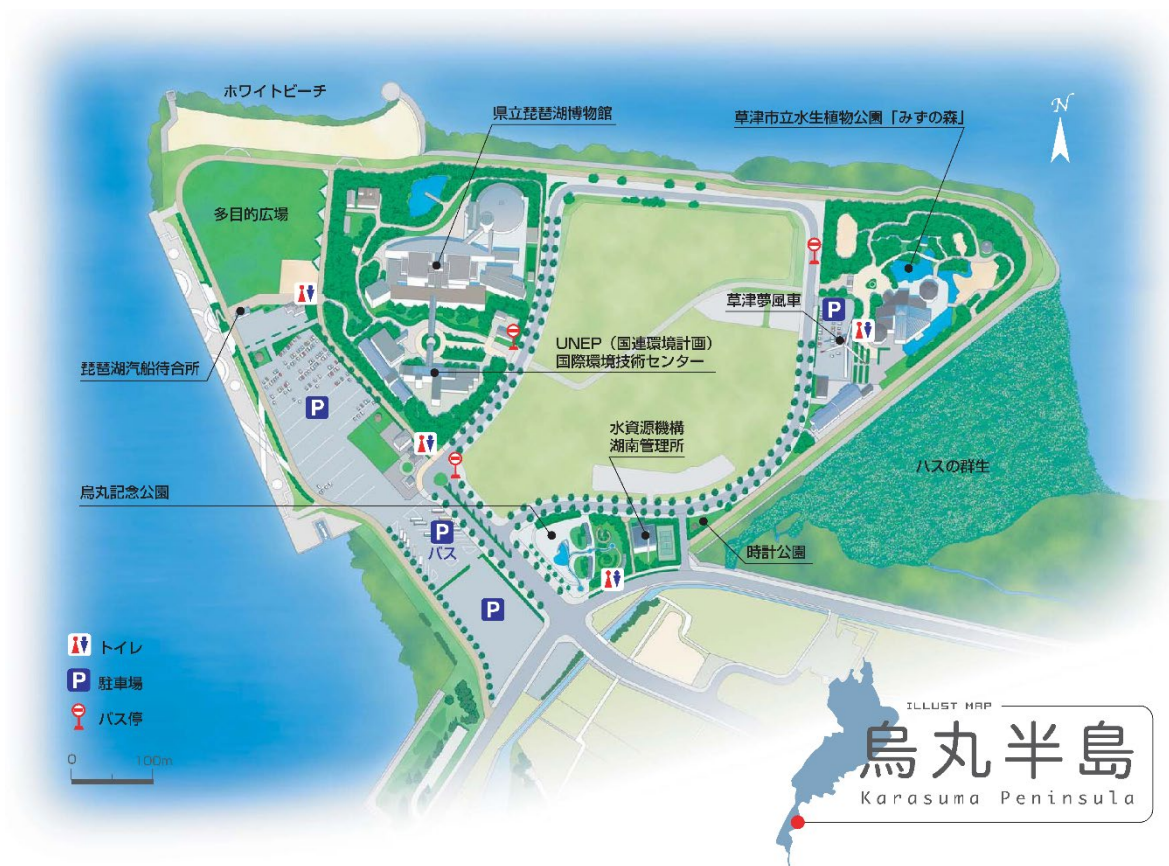 ホワイトビーチ
県立琵琶湖博物館
草津市立水生植物公園「みずの森」
N
多目的広場
草津夢風車
P
UNEP（国連環境計画）
国際環境技術センター
琵琶湖汽船待合所
P
水資源機構
湖南管理所
ハスの群生
烏丸記念公園
P
バス
時計公園
P
トイレ
P 駐車場
バス停
0 100m
ILLUST MAP
烏丸半島
Karasuma Peninsula